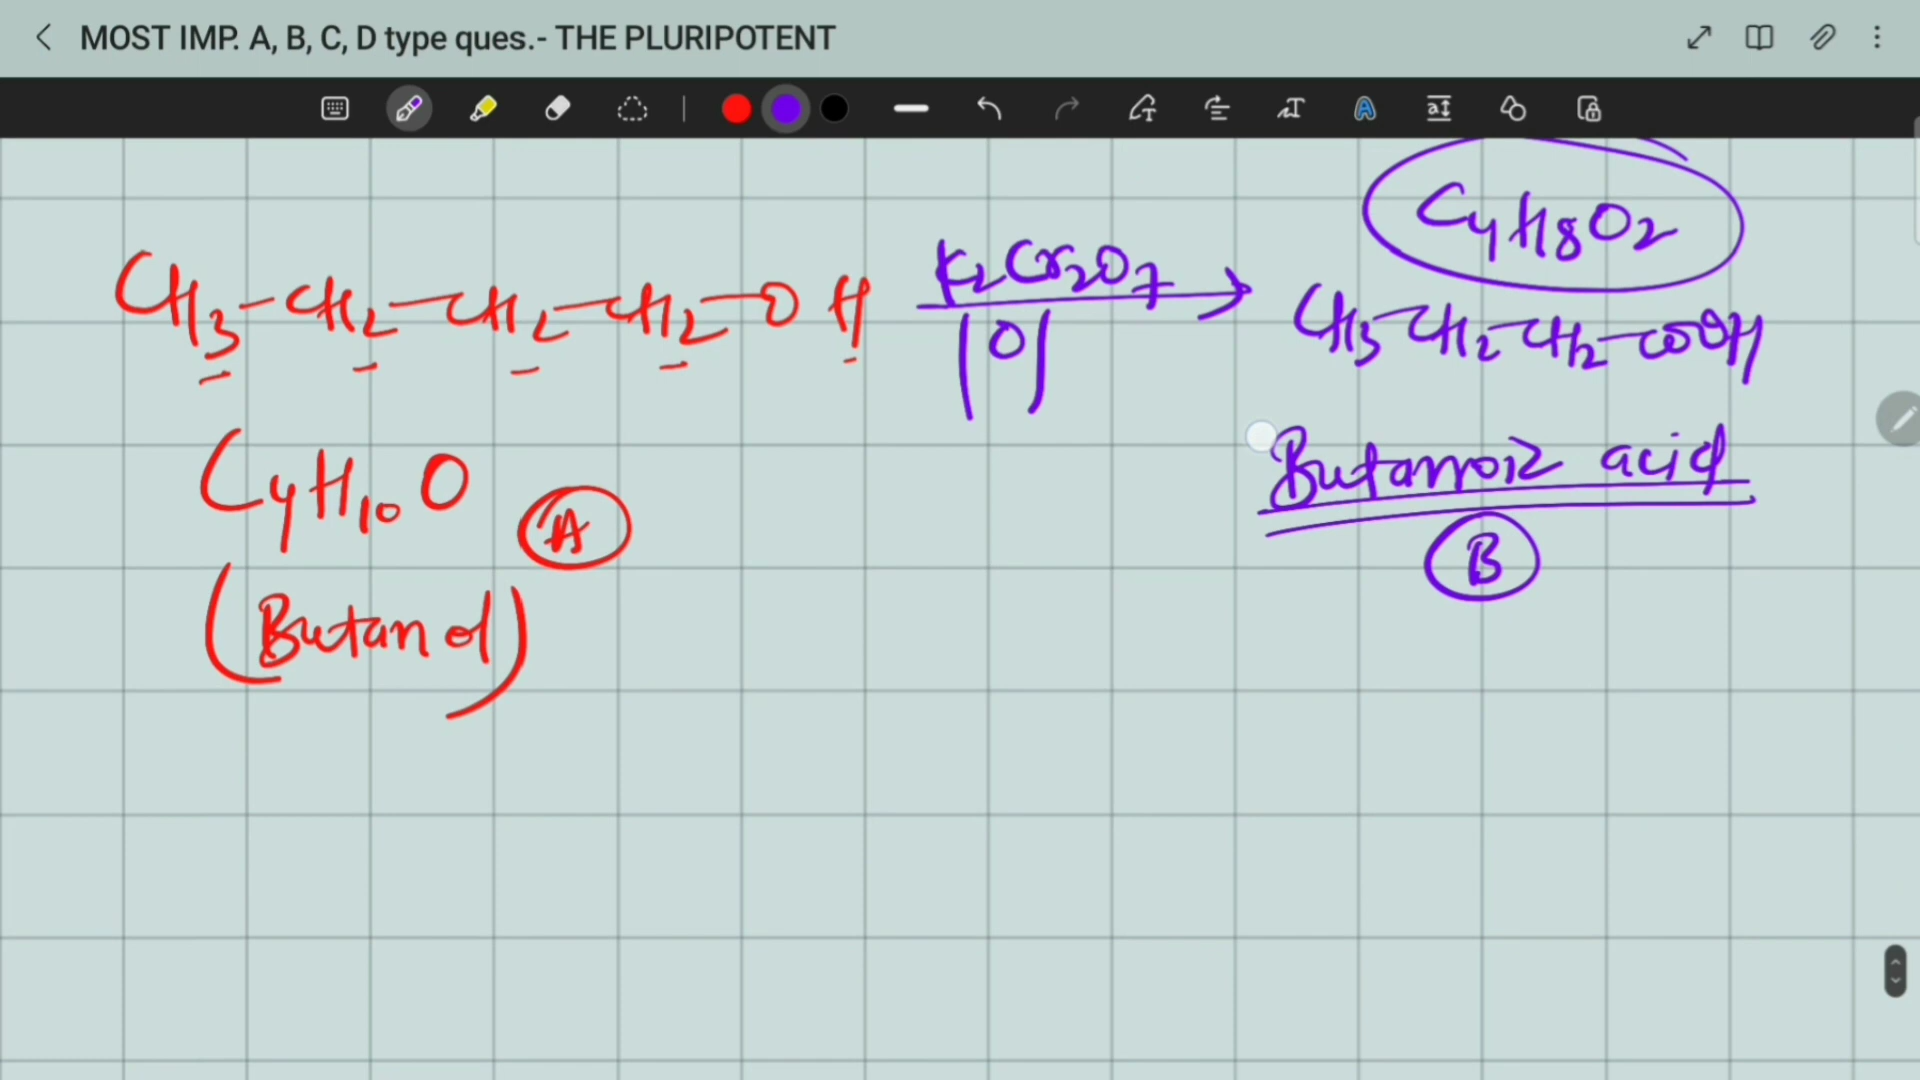 MOST IMP. A, B, C, D type ques.- THE PLURIPOTENT
C4H8O2
CH3-CH2-CH2-CH2-OH K2Cr2O7 CH3-CH2-CH2-COOH
|O|
Butanoic acid
C4H10O
A
B
(Butanol)